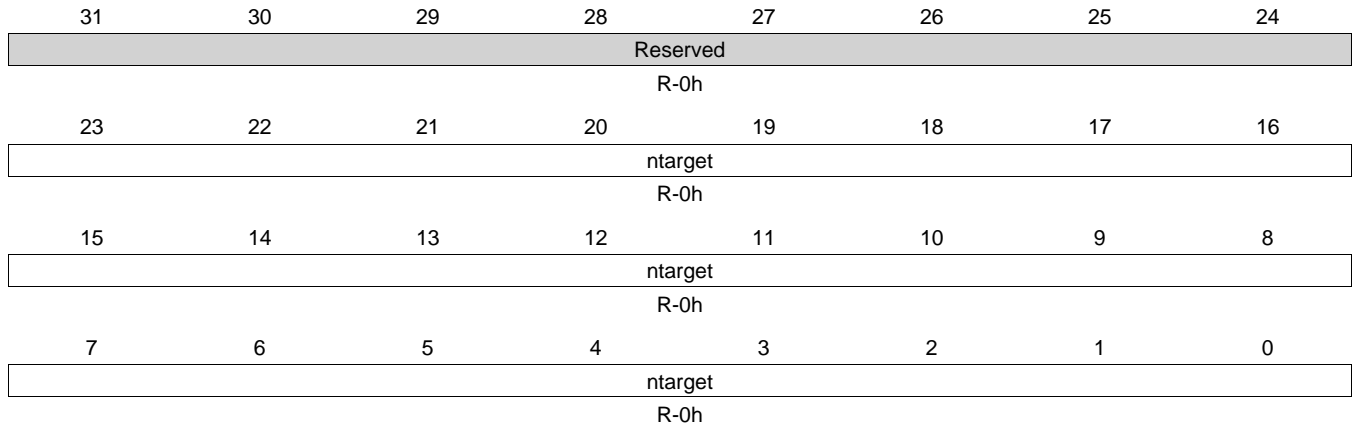 31 30 29 28 27 26 25 24
Reserved
R-0h
23 22 21 20 19 18 17 16
ntarget
R-0h
15 14 13 12 11 10 9 8
ntarget
R-0h
7 6 5 4 3 2 1 0
ntarget
R-0h